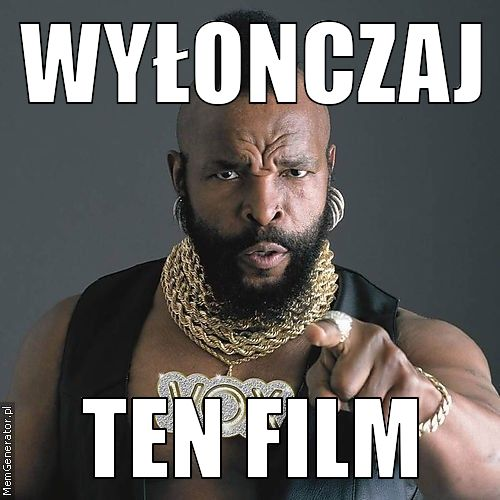 WYŁONCZAJ
TEN FILM
MemGenerator.pl